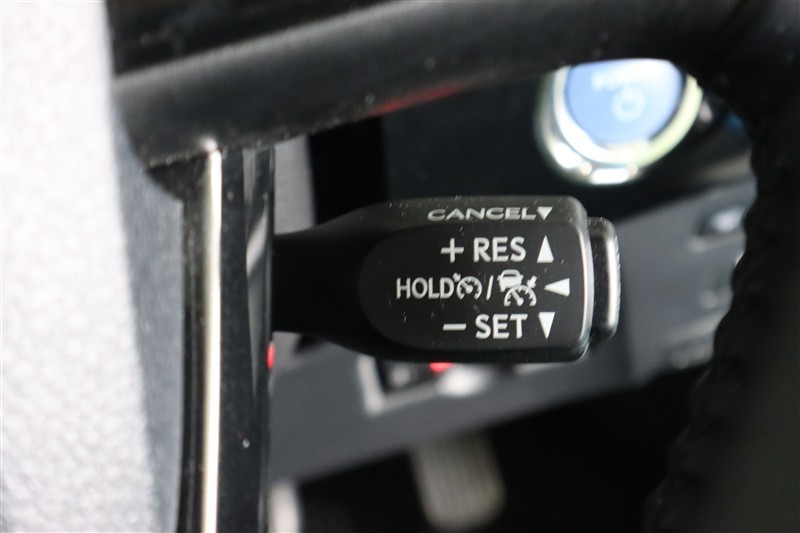 CANCEL▼
+ RES ▲
HOLD / ◀
− SET ▼